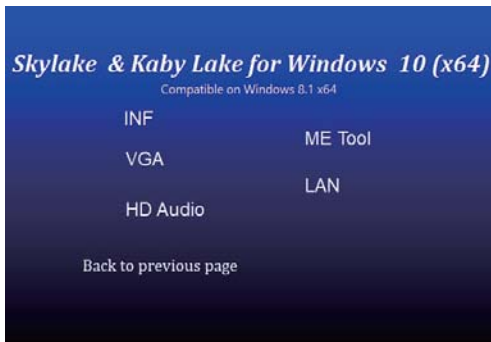 Skylake & Kaby Lake for Windows 10 (x64)
Compatible on Windows 8.1 x64
INF
ME Tool
VGA
LAN
HD Audio
Back to previous page